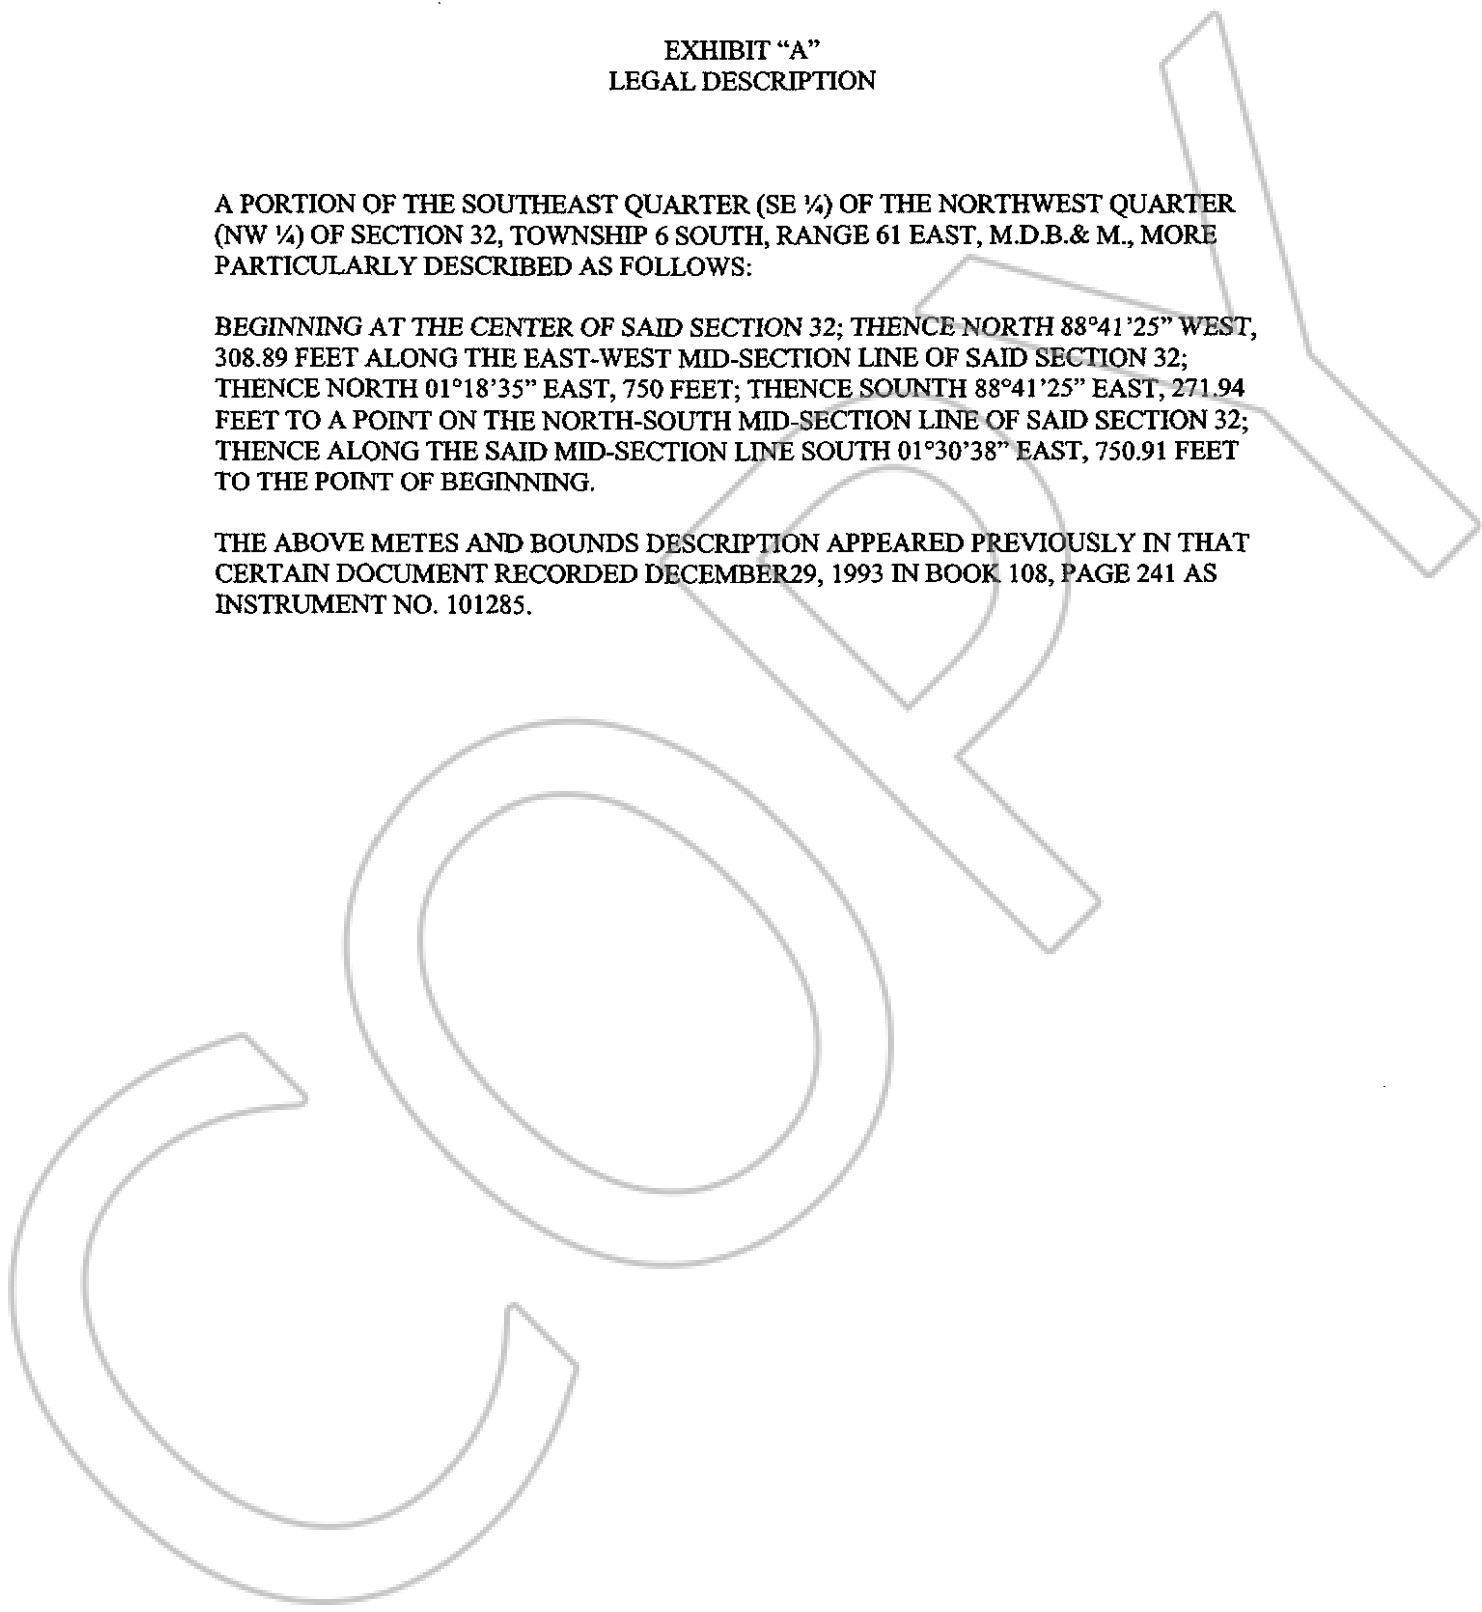 EXHIBIT “A”
LEGAL DESCRIPTION
A PORTION OF THE SOUTHEAST QUARTER (SE ¼) OF THE NORTHWEST QUARTER
(NW ¼) OF SECTION 32, TOWNSHIP 6 SOUTH, RANGE 61 EAST, M.D.B.& M., MORE
PARTICULARLY DESCRIBED AS FOLLOWS:
BEGINNING AT THE CENTER OF SAID SECTION 32; THENCE NORTH 88°41’25” WEST,
308.89 FEET ALONG THE EAST-WEST MID-SECTION LINE OF SAID SECTION 32;
THENCE NORTH 01°18’35” EAST, 750 FEET; THENCE SOUNTH 88°41’25” EAST, 271.94
FEET TO A POINT ON THE NORTH-SOUTH MID-SECTION LINE OF SAID SECTION 32;
THENCE ALONG THE SAID MID-SECTION LINE SOUTH 01°30’38” EAST, 750.91 FEET
TO THE POINT OF BEGINNING.
THE ABOVE METES AND BOUNDS DESCRIPTION APPEARED PREVIOUSLY IN THAT
CERTAIN DOCUMENT RECORDED DECEMBER29, 1993 IN BOOK 108, PAGE 241 AS
INSTRUMENT NO. 101285.
COPY